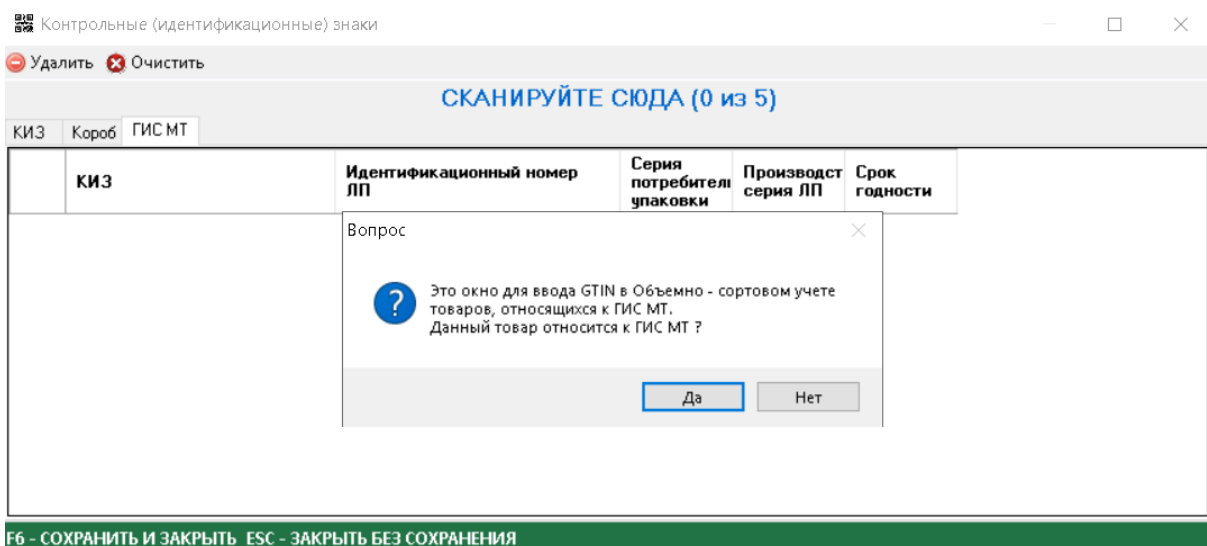 Контрольные (идентификационные) знаки
Удалить Очистить
СКАНИРУЙТЕ СЮДА (0 из 5)
КИЗ Короб ГИС МТ
КИЗ
Идентификационный номер
ЛП
Серия
потребитель
упаковки
Производст
серия ЛП
Срок
годности
Вопрос
Это окно для ввода GTIN в Объемно - сортовом учете
товаров, относящихся к ГИС МТ.
Данный товар относится к ГИС МТ ?
Да Нет
F6 - СОХРАНИТЬ И ЗАКРЫТЬ ESC - ЗАКРЫТЬ БЕЗ СОХРАНЕНИЯ